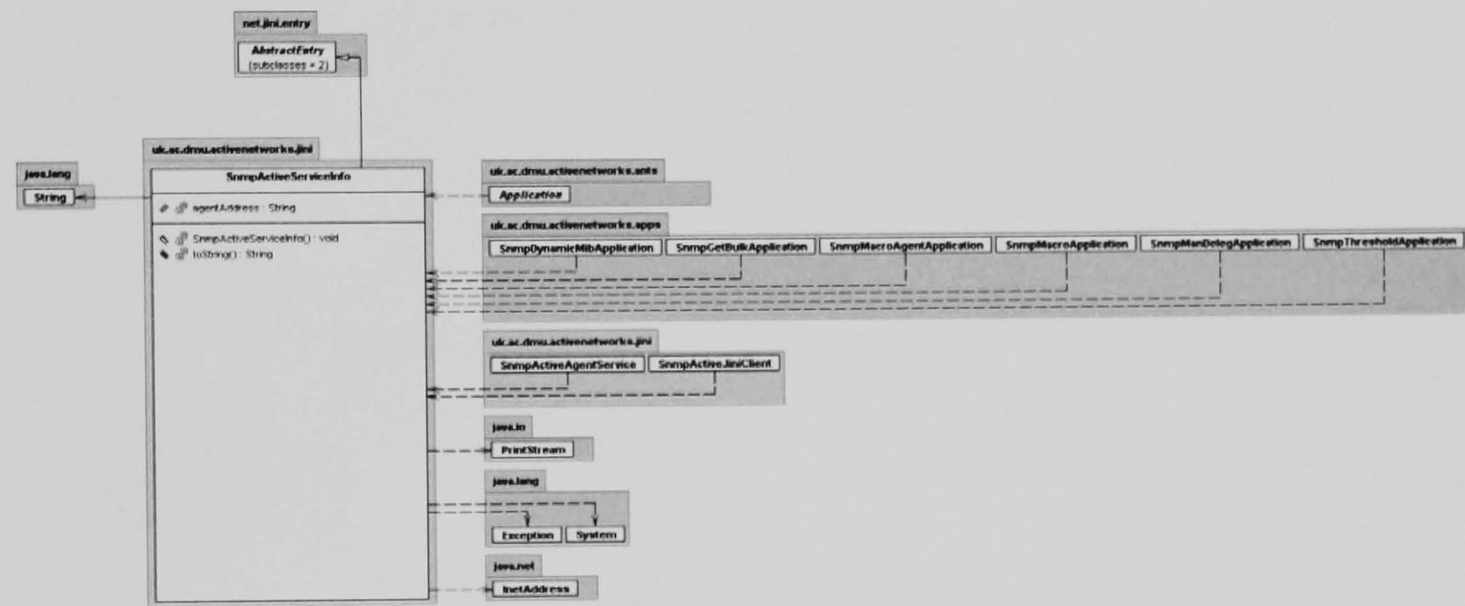 net.jini.entry
AbstractEntry
(subclasses = 2)
uk.ac.dmu.activenetworks.jini
SnmpActiveServiceInfo
java.lang
String
agentAddress : String
SnmpActiveServiceInfo() : void
toString() : String
uk.ac.dmu.activenetworks.ants
Application
uk.ac.dmu.activenetworks.apps
SnmpDynamicMibApplication SnmpGetBulkApplication SnmpMacroAgentApplication SnmpMacroApplication SnmpManDelegApplication SnmpThresholdApplication
uk.ac.dmu.activenetworks.jini
SnmpActiveAgentService SnmpActiveJiniClient
java.io
PrintStream
java.lang
Exception System
java.net
InetAddress